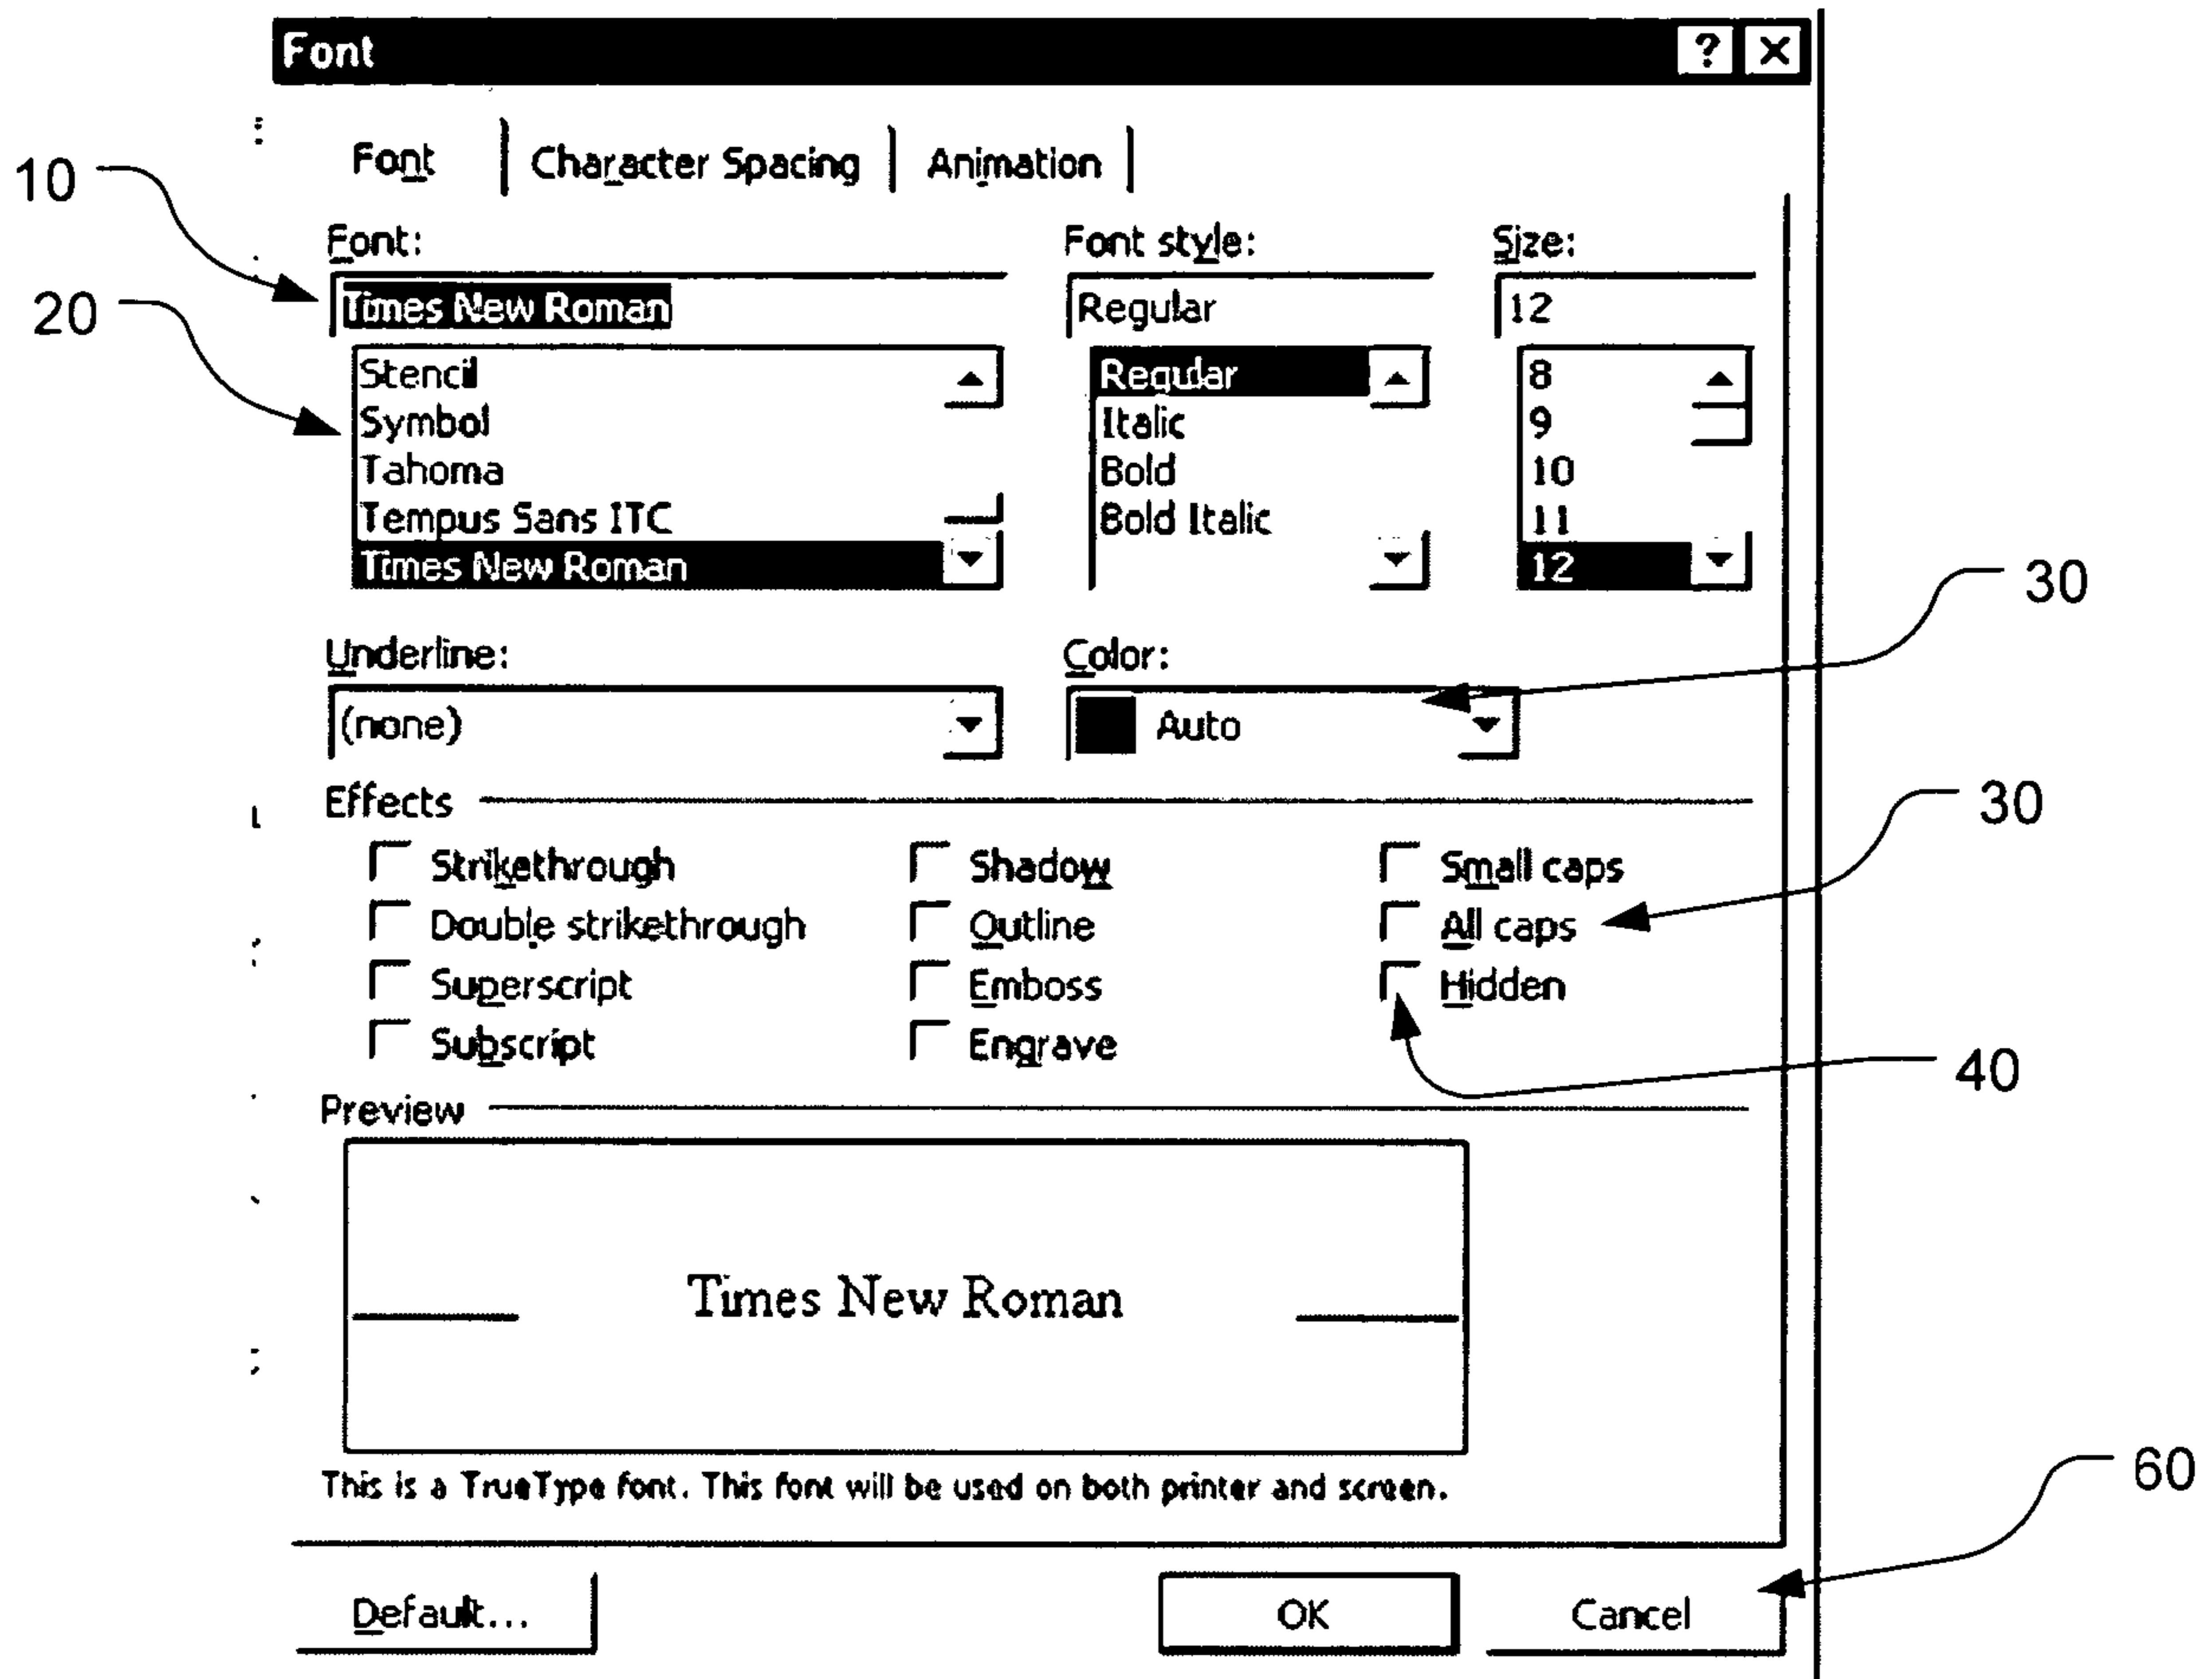 Font ? X
Font Character Spacing Animation
10
Font: Font style: Size:
Times New Roman Regular 12
20
Stencil Regular 8
Symbol Italic 9
Tahoma Bold 10
Tempus Sans ITC Bold Italic 11
Times New Roman 12
30
Underline: Color:
(none) Auto
Effects
30
Strikethrough Shadow Small caps
Double strikethrough Outline All caps
Superscript Emboss Hidden
Subscript Engrave
40
Preview
Times New Roman
60
This is a TrueType font. This font will be used on both printer and screen.
Default... OK Cancel